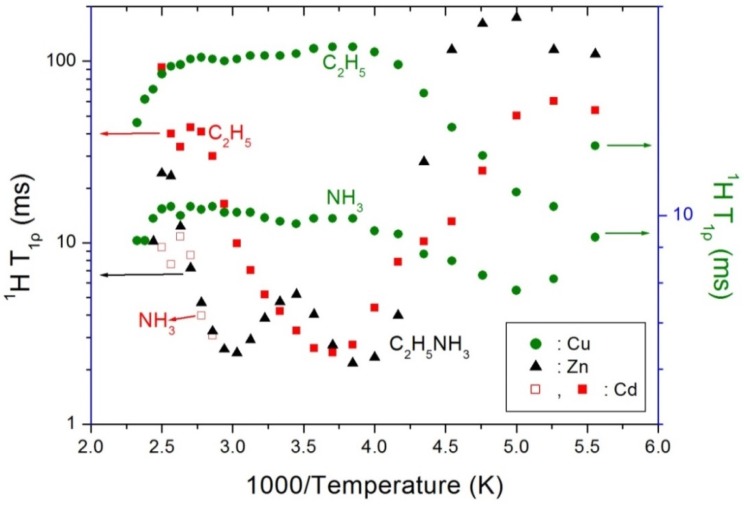 100
10
1
2.0 2.5 3.0 3.5 4.0 4.5 5.0 5.5 6.0
1000/Temperature (K)
¹H T₁ρ (ms)
10
¹H T₁ρ (ms)
C₂H₅
C₂H₅
NH₃
NH₃
C₂H₅NH₃
: Cu
: Zn
, : Cd